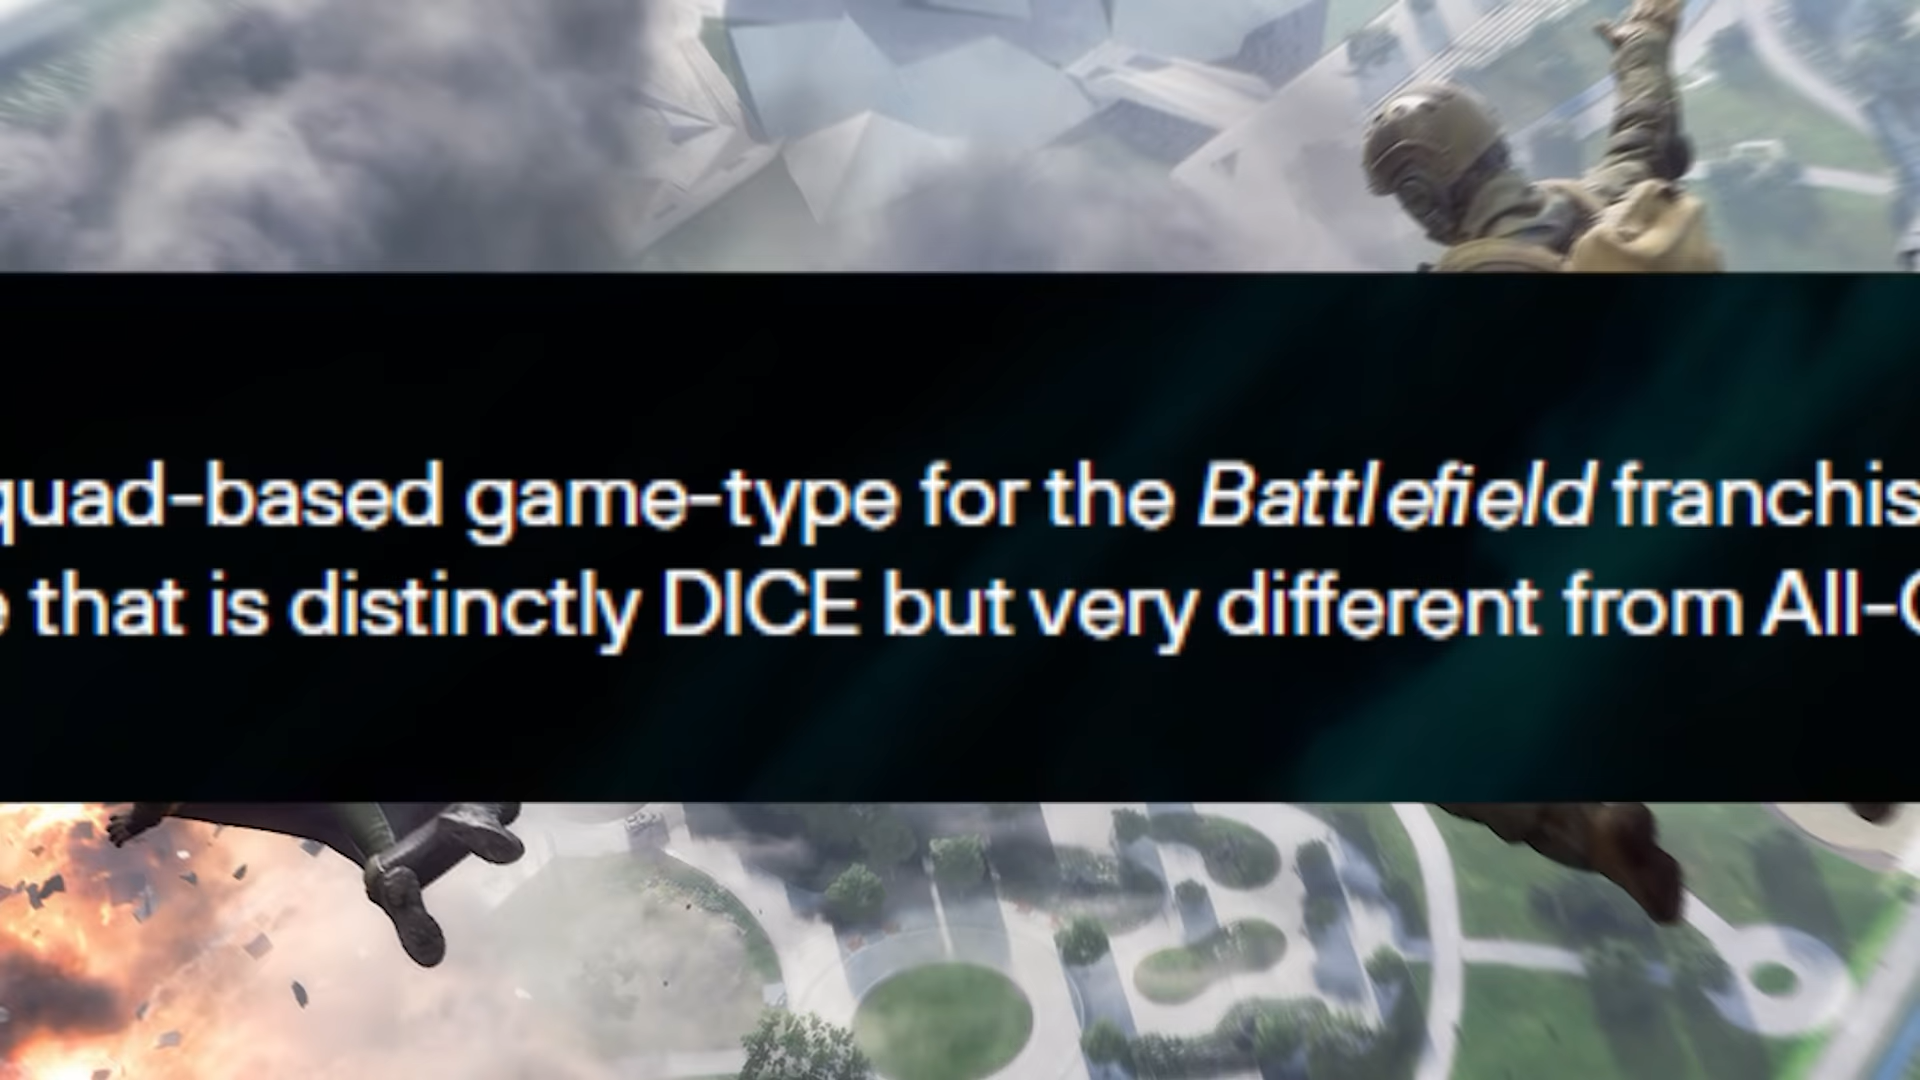 quad-based game-type for the Battlefield franchis
e that is distinctly DICE but very different from All-